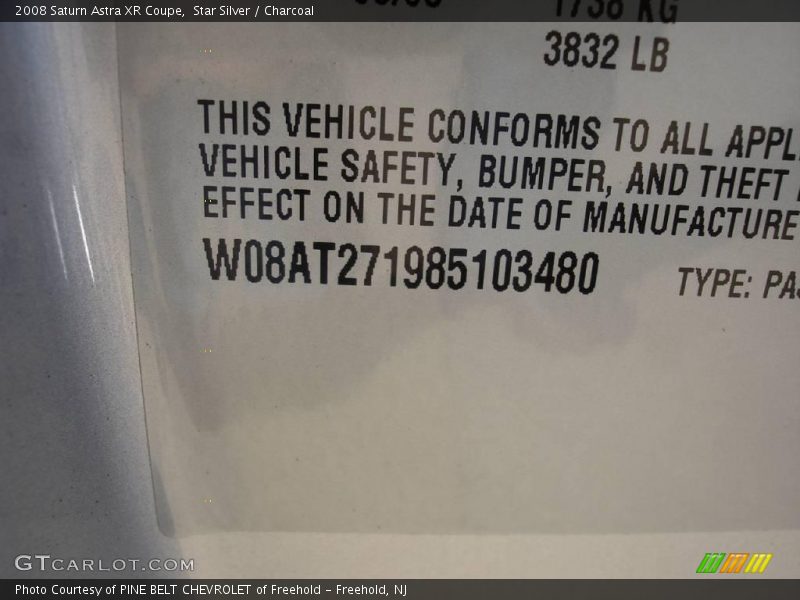 2008 Saturn Astra XR Coupe, Star Silver / Charcoal
1738 KG
3832 LB
THIS VEHICLE CONFORMS TO ALL
VEHICLE SAFETY, BUMPER, AND THEFT
EFFECT ON THE DATE OF MANUFACTURE
W08AT271985103480
TYPE:
GTCARLOT.COM
Photo Courtesy of PINE BELT CHEVROLET of Freehold - Freehold, NJ